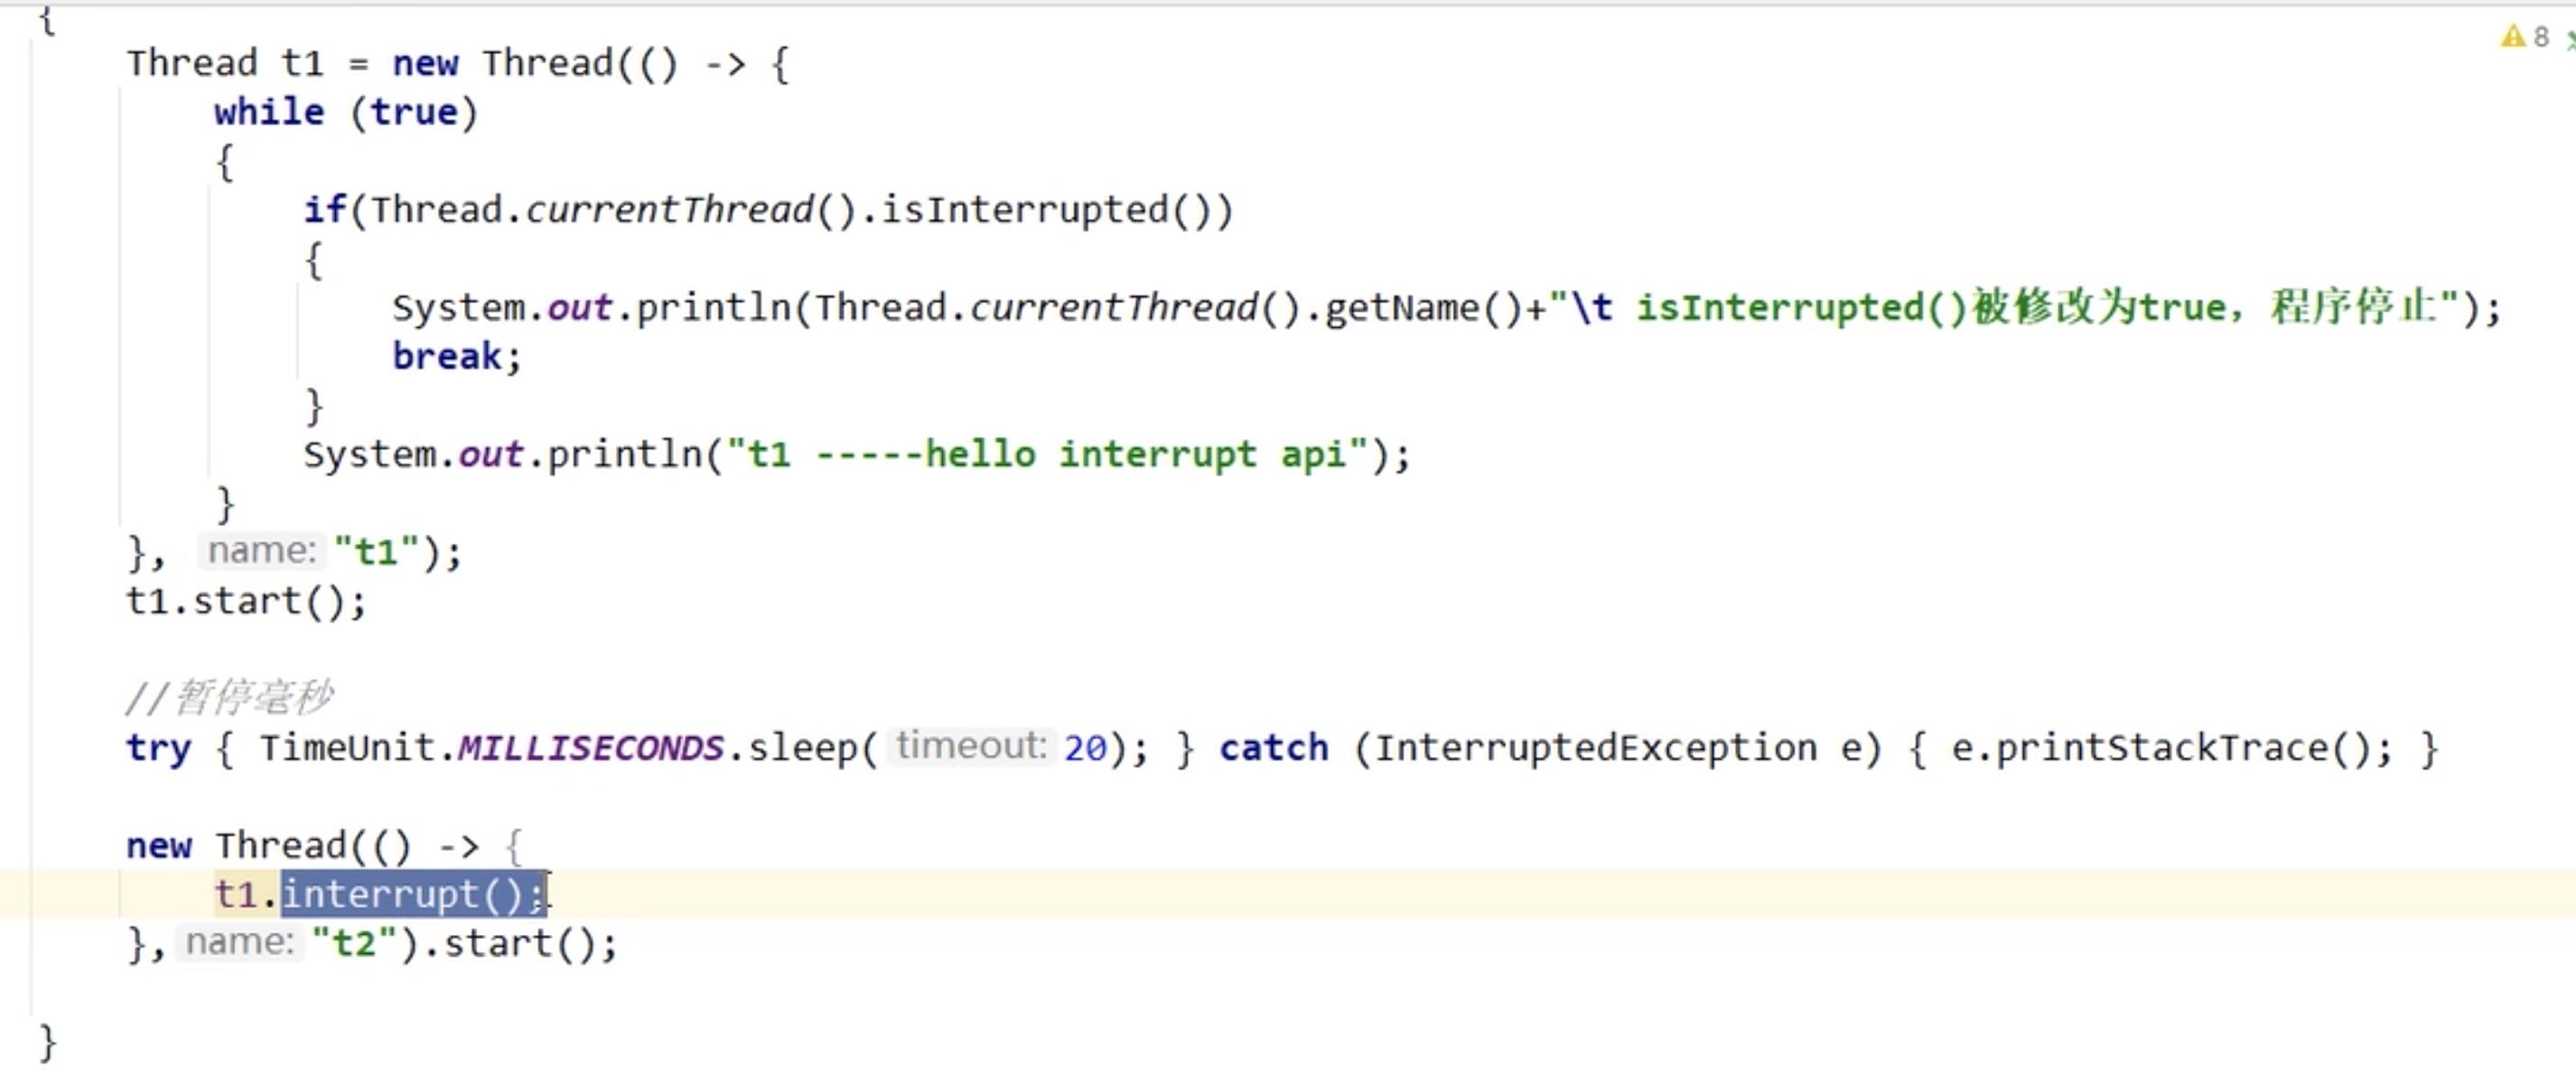 {
Thread t1 = new Thread(() -> {
while (true)
{
if(Thread.currentThread().isInterrupted())
{
System.out.println(Thread.currentThread().getName()+"\t isInterrupted()被修改为true，程序停止");
break;
}
System.out.println("t1 -----hello interrupt api");
}
}, name: "t1");
t1.start();
//暂停毫秒
try { TimeUnit.MILLISECONDS.sleep( timeout: 20); } catch (InterruptedException e) { e.printStackTrace(); }
new Thread(() -> {
t1.interrupt();
}, name: "t2").start();
}
8